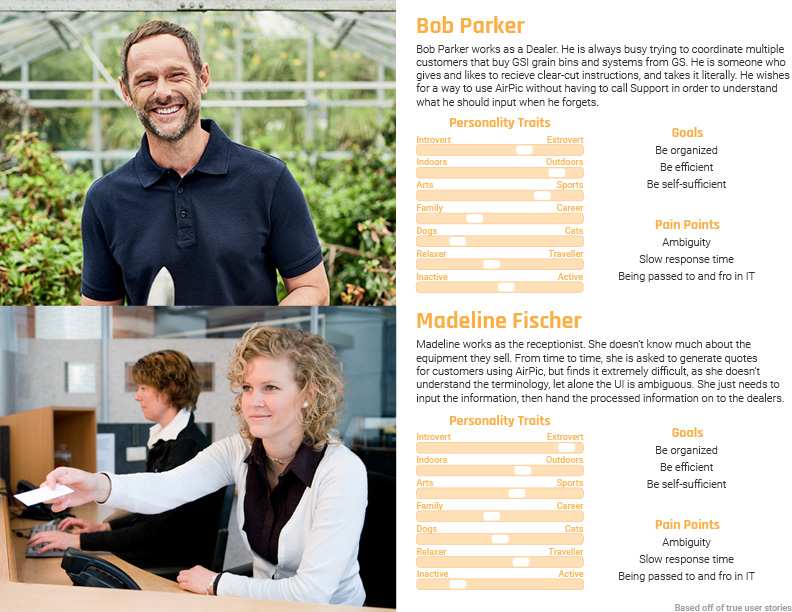 Bob Parker
Bob Parker works as a Dealer. He is always busy trying to coordinate multiple
customers that buy GSI grain bins and systems from GS. He is someone who
gives and likes to recieve clear-cut instructions, and takes it literally. He wishes
for a way to use AirPic without having to call Support in order to understand
what he should input when he forgets.
Personality Traits
Introvert Extrovert
Indoors Outdoors
Arts Sports
Family Career
Dogs Cats
Relaxer Traveller
Inactive Active
Goals
Be organized
Be efficient
Be self-sufficient
Pain Points
Ambiguity
Slow response time
Being passed to and fro in IT
Madeline Fischer
Madeline works as the receptionist. She doesn't know much about the
equipment they sell. From time to time, she is asked to generate quotes
for customers using AirPic, but finds it extremely difficult, as she doesn't
understand the terminology, let alone the UI is ambiguous. She just needs to
input the information, then hand the processed information on to the dealers.
Personality Traits
Introvert Extrovert
Indoors Outdoors
Arts Sports
Family Career
Dogs Cats
Relaxer Traveller
Inactive Active
Goals
Be organized
Be efficient
Be self-sufficient
Pain Points
Ambiguity
Slow response time
Being passed to and fro in IT
Based off of true user stories